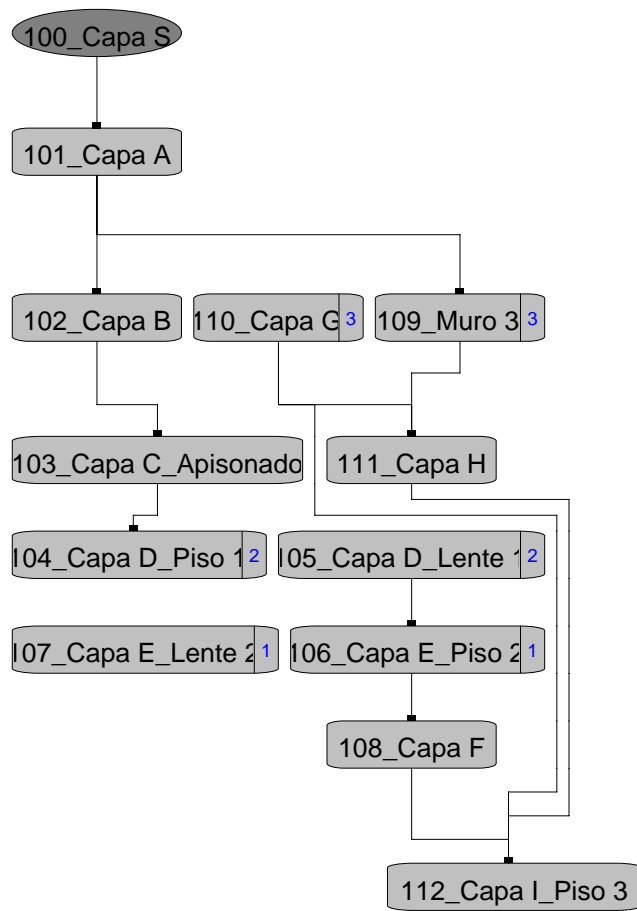 100_Capa S
101_Capa A
102_Capa B
110_Capa G 3
109_Muro 3 3
103_Capa C_Apisonado
111_Capa H
104_Capa D_Piso 1 2
105_Capa D_Lente 1 2
107_Capa E_Lente 2 1
106_Capa E_Piso 2 1
108_Capa F
112_Capa I_Piso 3